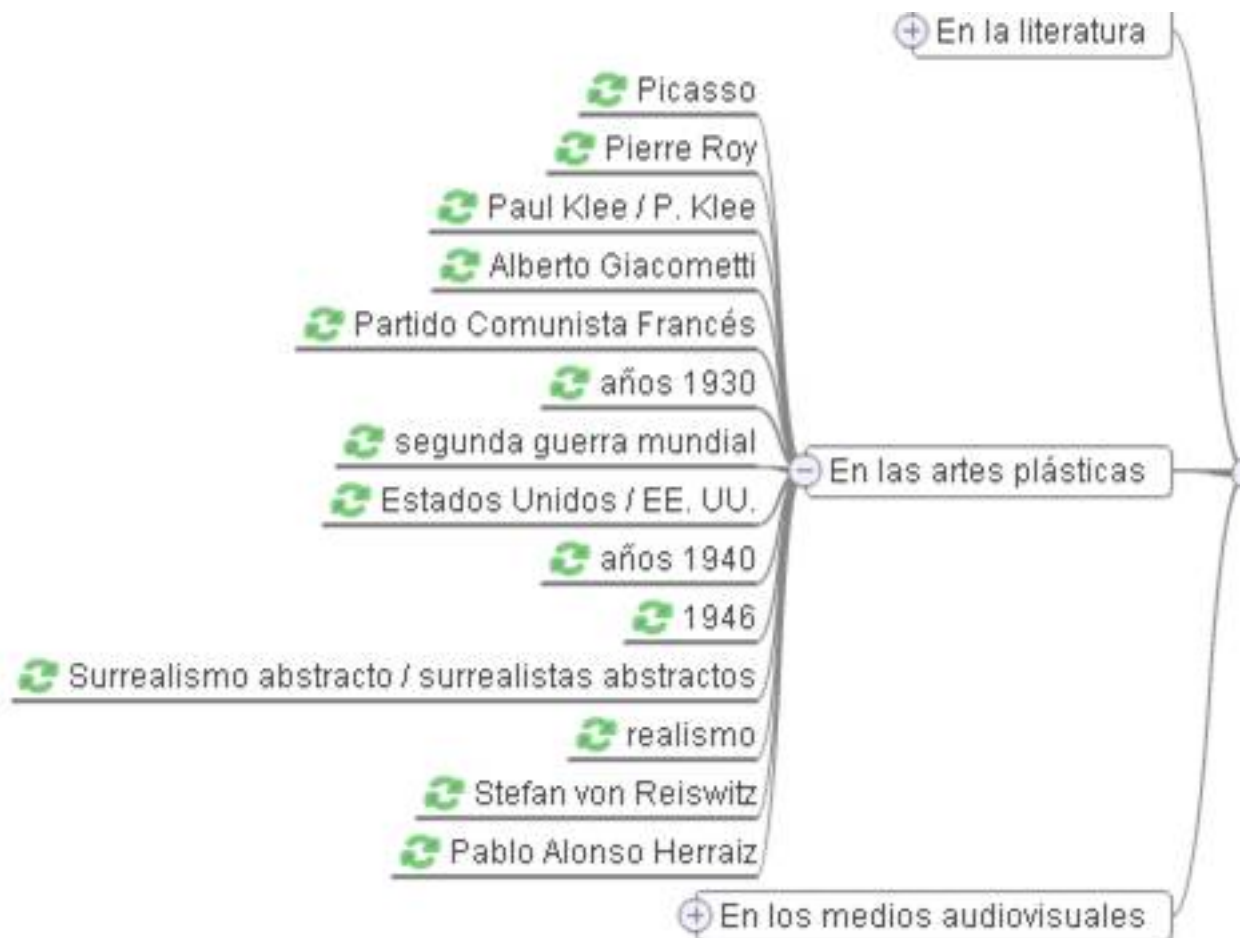 En la literatura
Picasso
Pierre Roy
Paul Klee / P. Klee
Alberto Giacometti
Partido Comunista Francés
años 1930
segunda guerra mundial
Estados Unidos / EE. UU.
años 1940
1946
Surrealismo abstracto / surrealistas abstractos
realismo
Stefan von Reiswitz
Pablo Alonso Herraiz
En las artes plásticas
En los medios audiovisuales